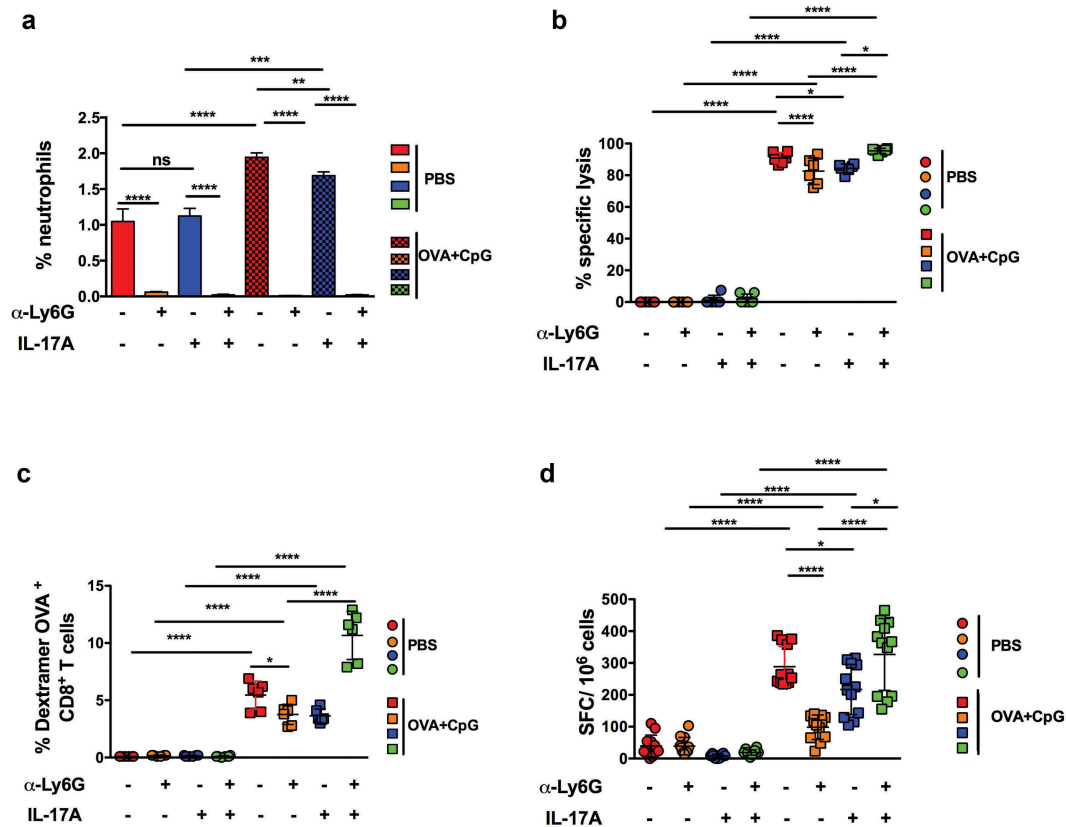 a
***
**
****
****
****
ns
****
****
% neutrophils
2.5
2.0
1.5
1.0
0.5
0.0
PBS
OVA+CpG
α-Ly6G - + - + - + - +
IL-17A - - + + - - + +
b
****
****
*
****
****
****
*
****
% specific lysis
100
80
60
40
20
0
PBS
OVA+CpG
α-Ly6G - + - + - + - +
IL-17A - - + + - - + +
c
****
****
****
****
****
*
% Dextramer OVA +
CD8+ T cells
15
10
5
0
PBS
OVA+CpG
α-Ly6G - + - + - + - +
IL-17A - - + + - - + +
d
****
****
****
*
****
****
*
****
SFC/ 10⁶ cells
500
400
300
200
100
0
PBS
OVA+CpG
α-Ly6G - + - + - + - +
IL-17A - - + + - - + +